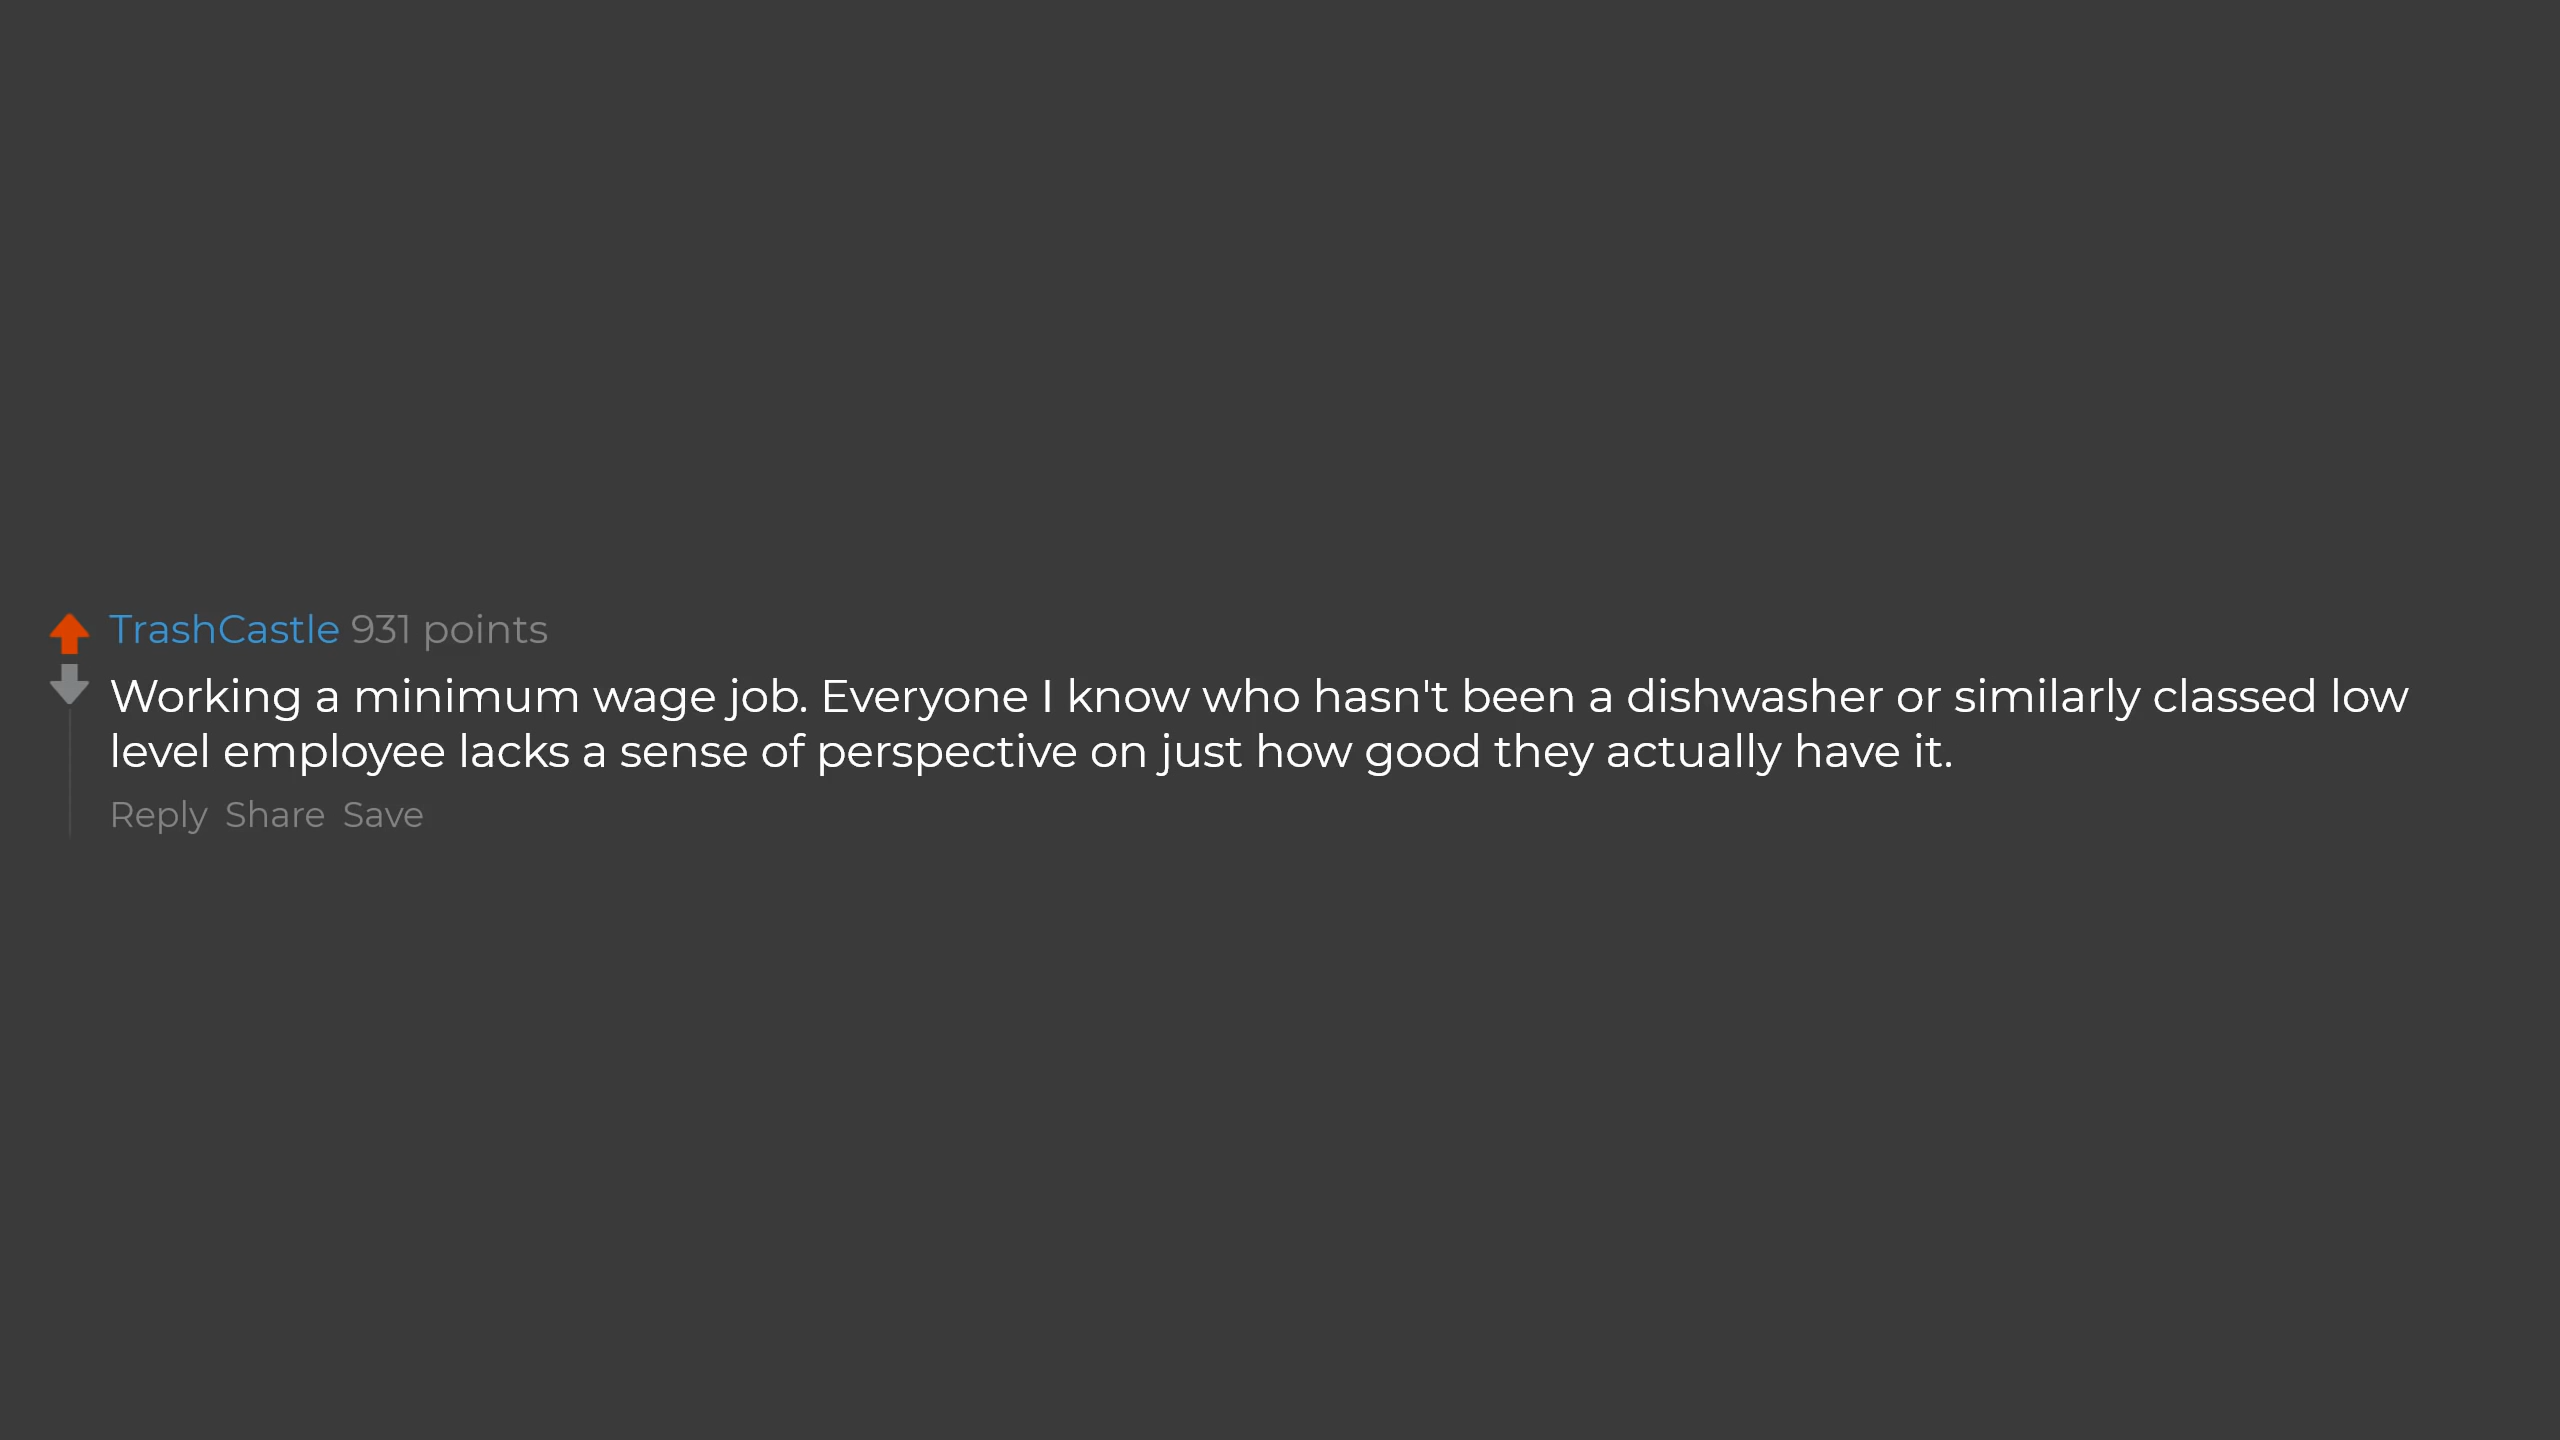 TrashCastle 931 points
Working a minimum wage job. Everyone I know who hasn't been a dishwasher or similarly classed low
level employee lacks a sense of perspective on just how good they actually have it.
Reply Share Save